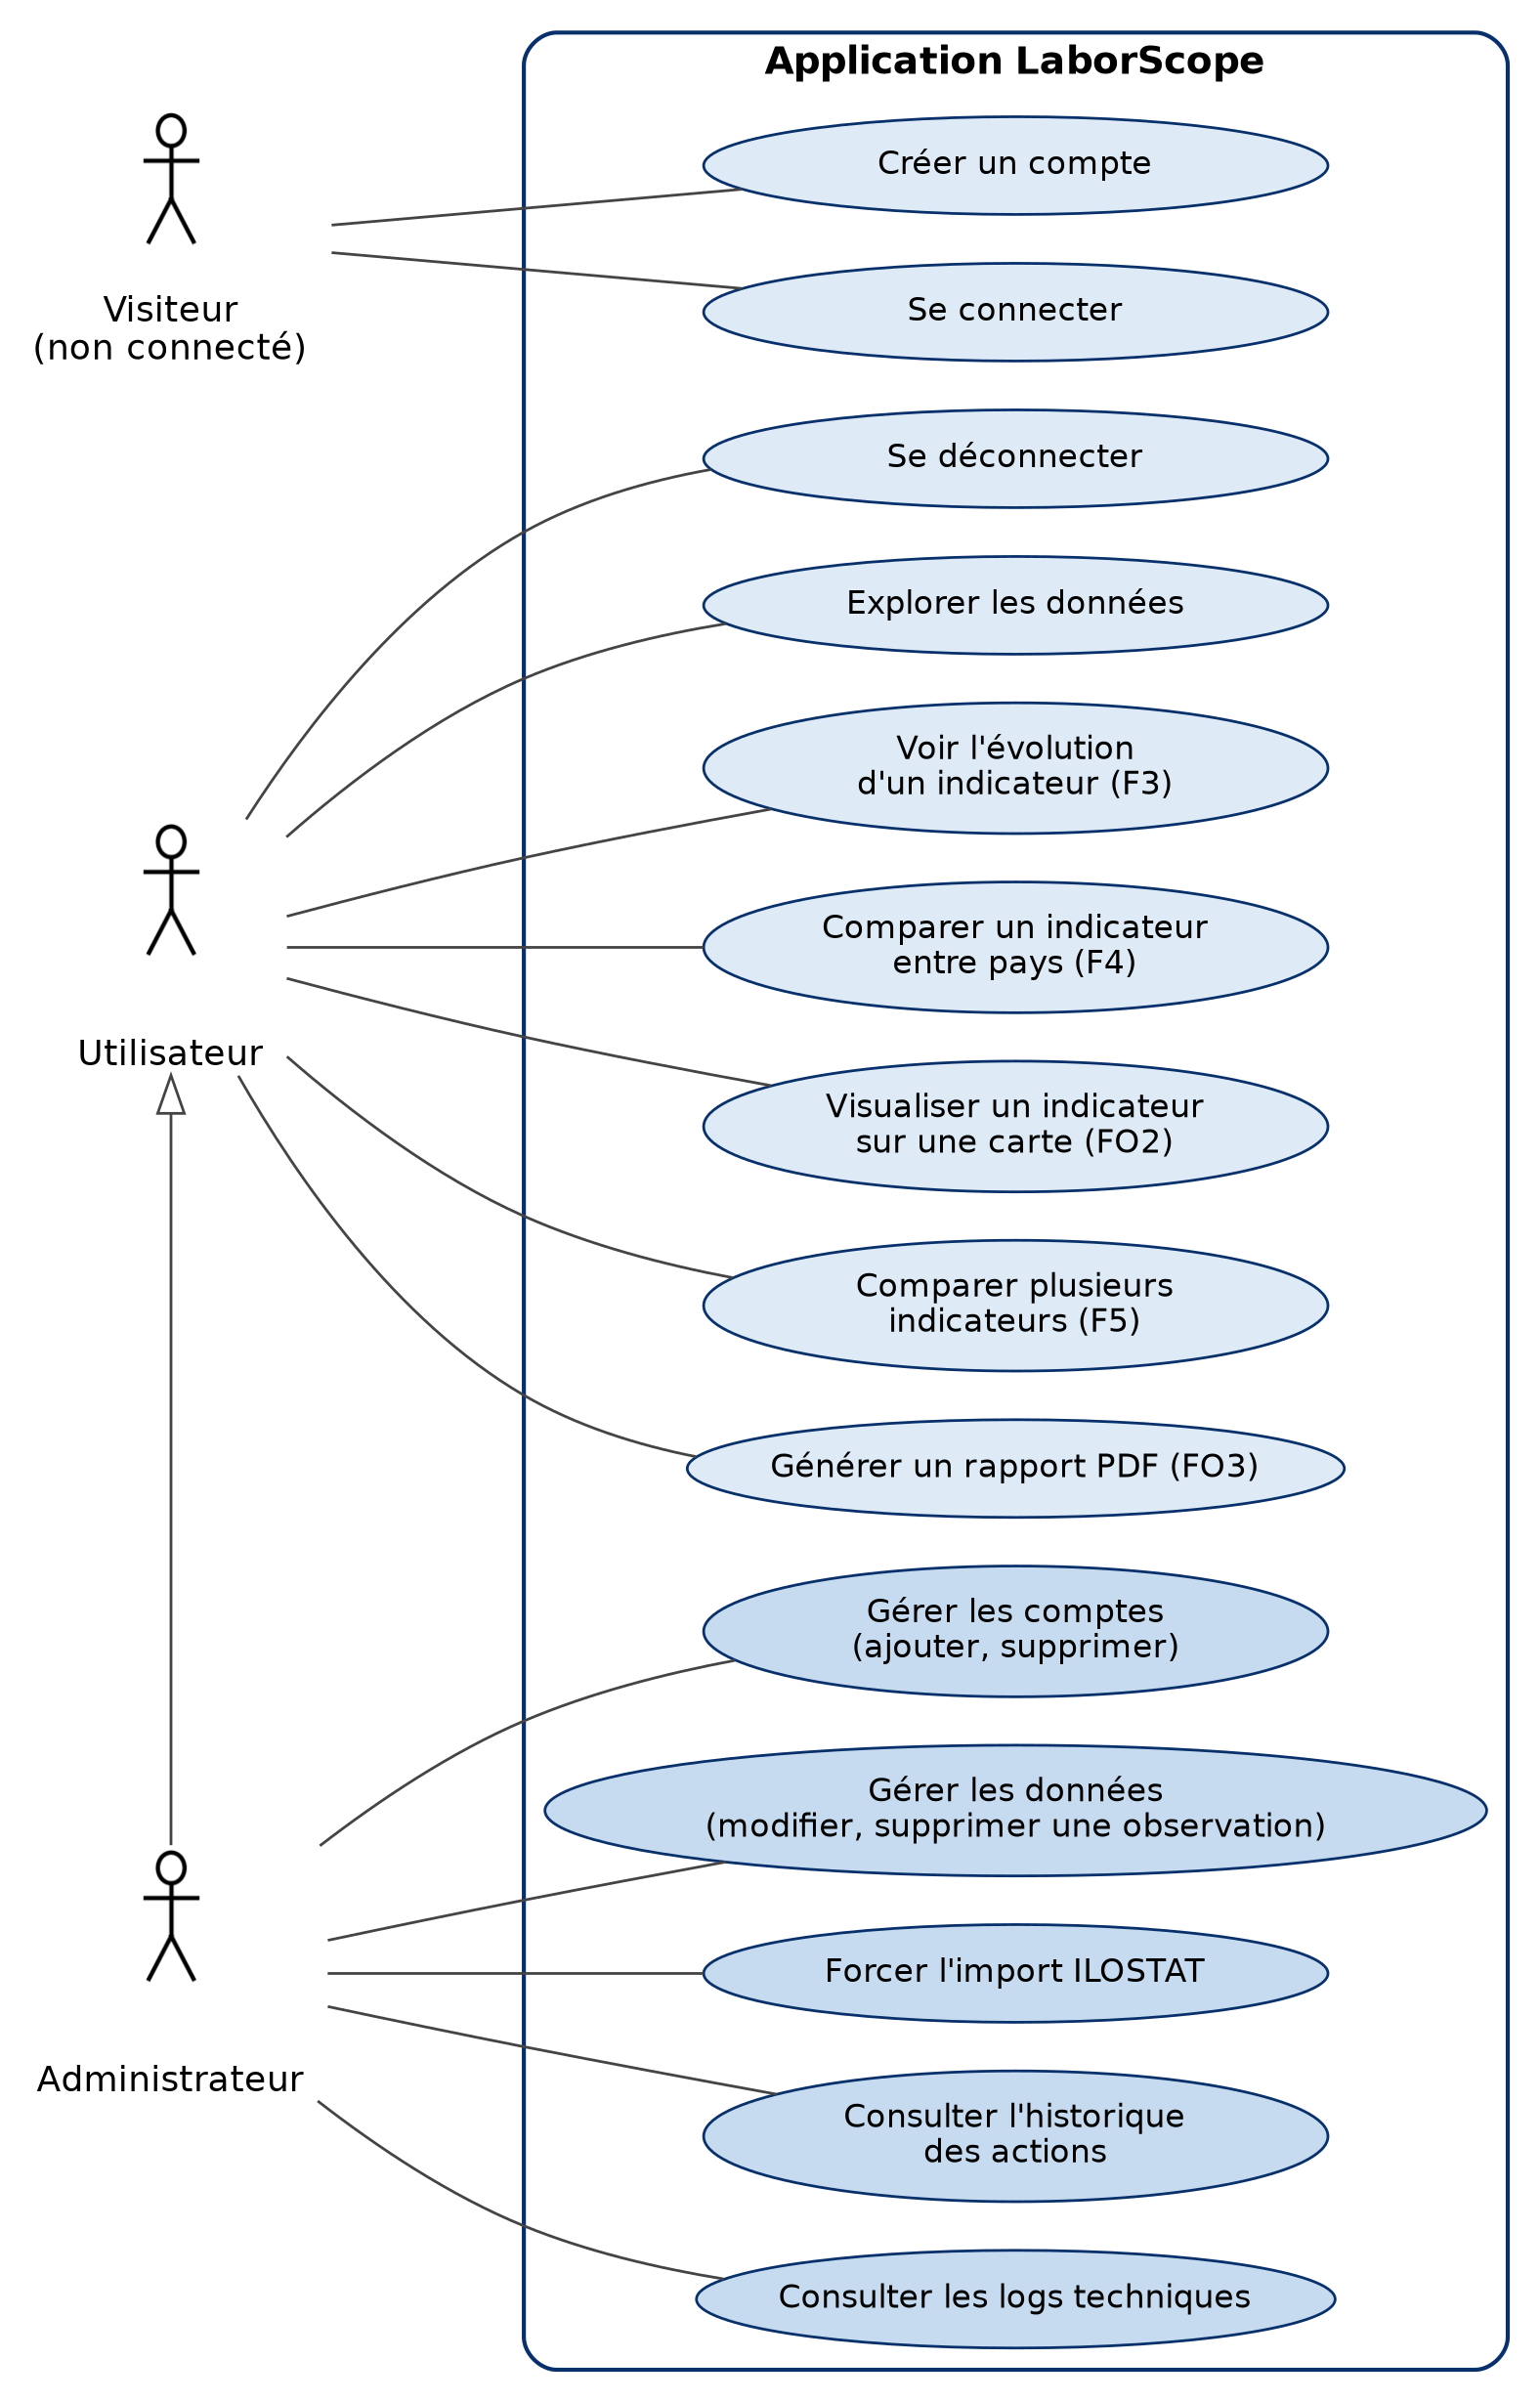 Application LaborScope
Créer un compte
Se connecter
Visiteur
(non connecté)
Se déconnecter
Explorer les données
Voir l'évolution
d'un indicateur (F3)
Comparer un indicateur
entre pays (F4)
Utilisateur
Visualiser un indicateur
sur une carte (FO2)
Comparer plusieurs
indicateurs (F5)
Générer un rapport PDF (FO3)
Gérer les comptes
(ajouter, supprimer)
Gérer les données
(modifier, supprimer une observation)
Forcer l'import ILOSTAT
Administrateur
Consulter l'historique
des actions
Consulter les logs techniques